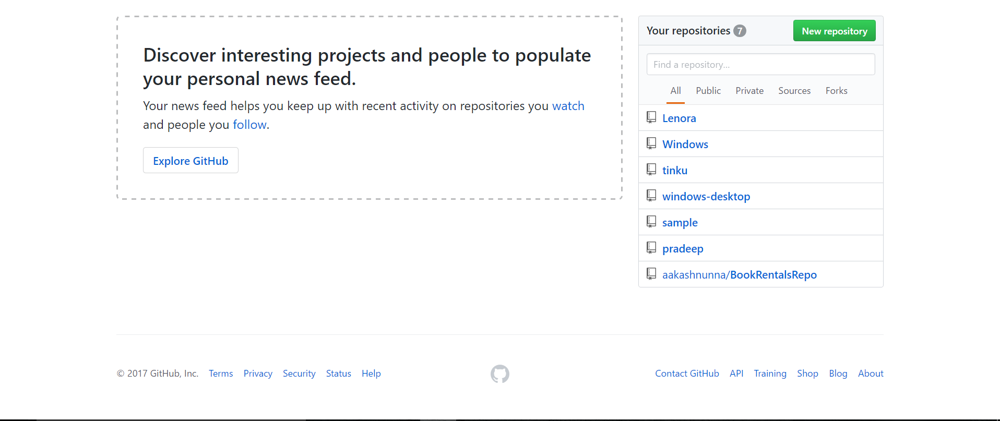 Discover interesting projects and people to populate
your personal news feed.
Your news feed helps you keep up with recent activity on repositories you watch
and people you follow.
Explore GitHub
Your repositories 7
New repository
Find a repository...
All Public Private Sources Forks
Lenora
Windows
tinku
windows-desktop
sample
pradeep
aakashnunna/BookRentalsRepo
© 2017 GitHub, Inc. Terms Privacy Security Status Help
Contact GitHub API Training Shop Blog About